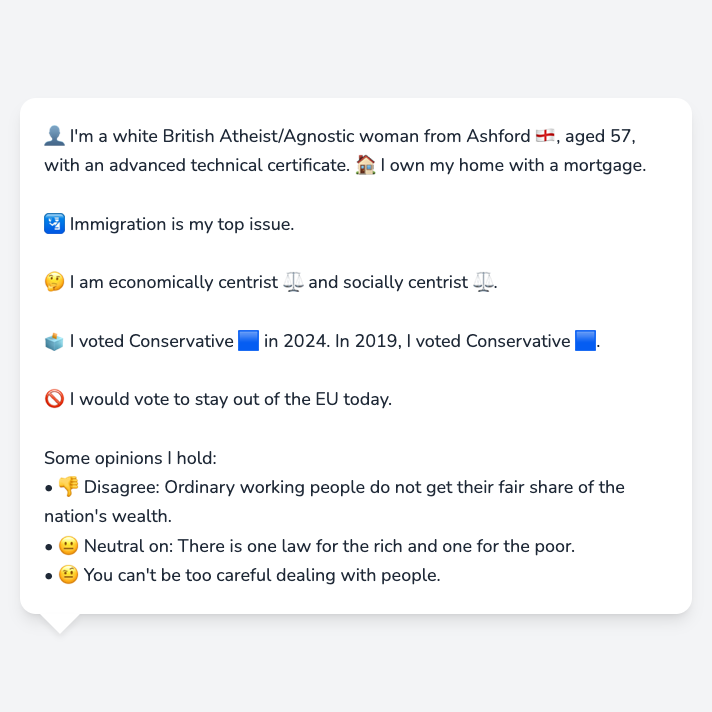 👤 I'm a white British Atheist/Agnostic woman from Ashford 🏴󠁧󠁢󠁥󠁮󠁧󠁿, aged 57,
with an advanced technical certificate. 🏠 I own my home with a mortgage.
🛂 Immigration is my top issue.
🤔 I am economically centrist ⚖️ and socially centrist ⚖️.
🗳️ I voted Conservative 🟦 in 2024. In 2019, I voted Conservative 🟦.
🚫 I would vote to stay out of the EU today.
Some opinions I hold:
• 👎 Disagree: Ordinary working people do not get their fair share of the
nation's wealth.
• 😐 Neutral on: There is one law for the rich and one for the poor.
• 🤨 You can't be too careful dealing with people.